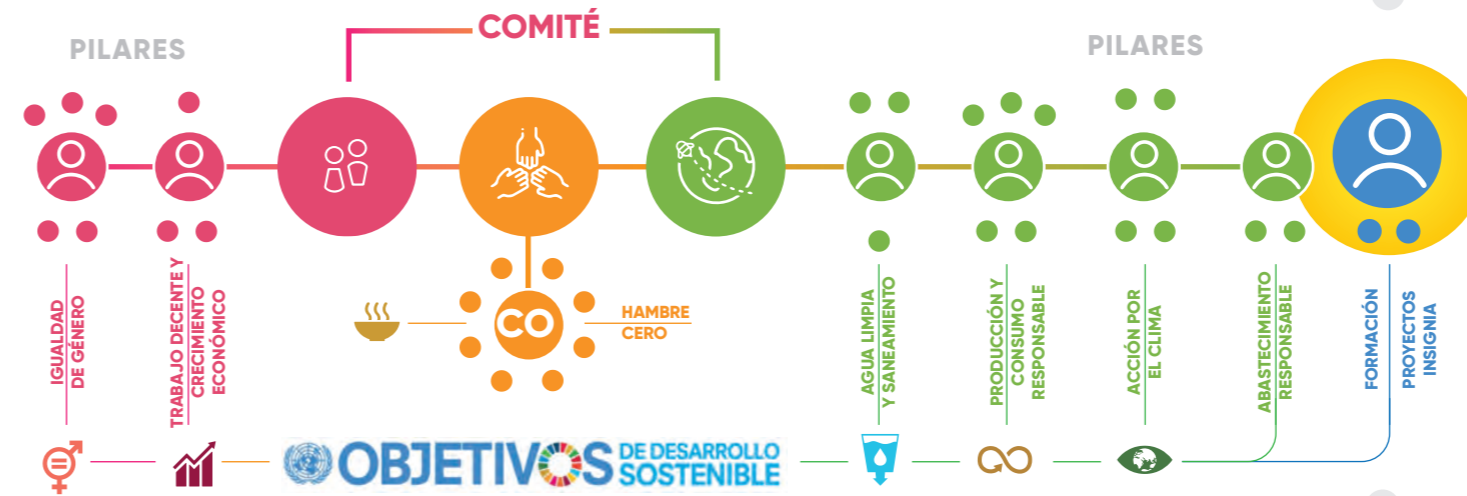 COMITÉ
PILARES
PILARES
IGUALDAD
DE GÉNERO
TRABAJO DECENTE Y
CRECIMIENTO
ECONÓMICO
CO
HAMBRE
CERO
AGUA LIMPIA
Y SANEAMIENTO
PRODUCCIÓN Y
CONSUMO
RESPONSABLE
ACCIÓN POR
EL CLIMA
ABASTECIMIENTO
RESPONSABLE
FORMACIÓN
PROYECTOS
INSIGNIA
OBJETIVOS DE DESARROLLO
SOSTENIBLE